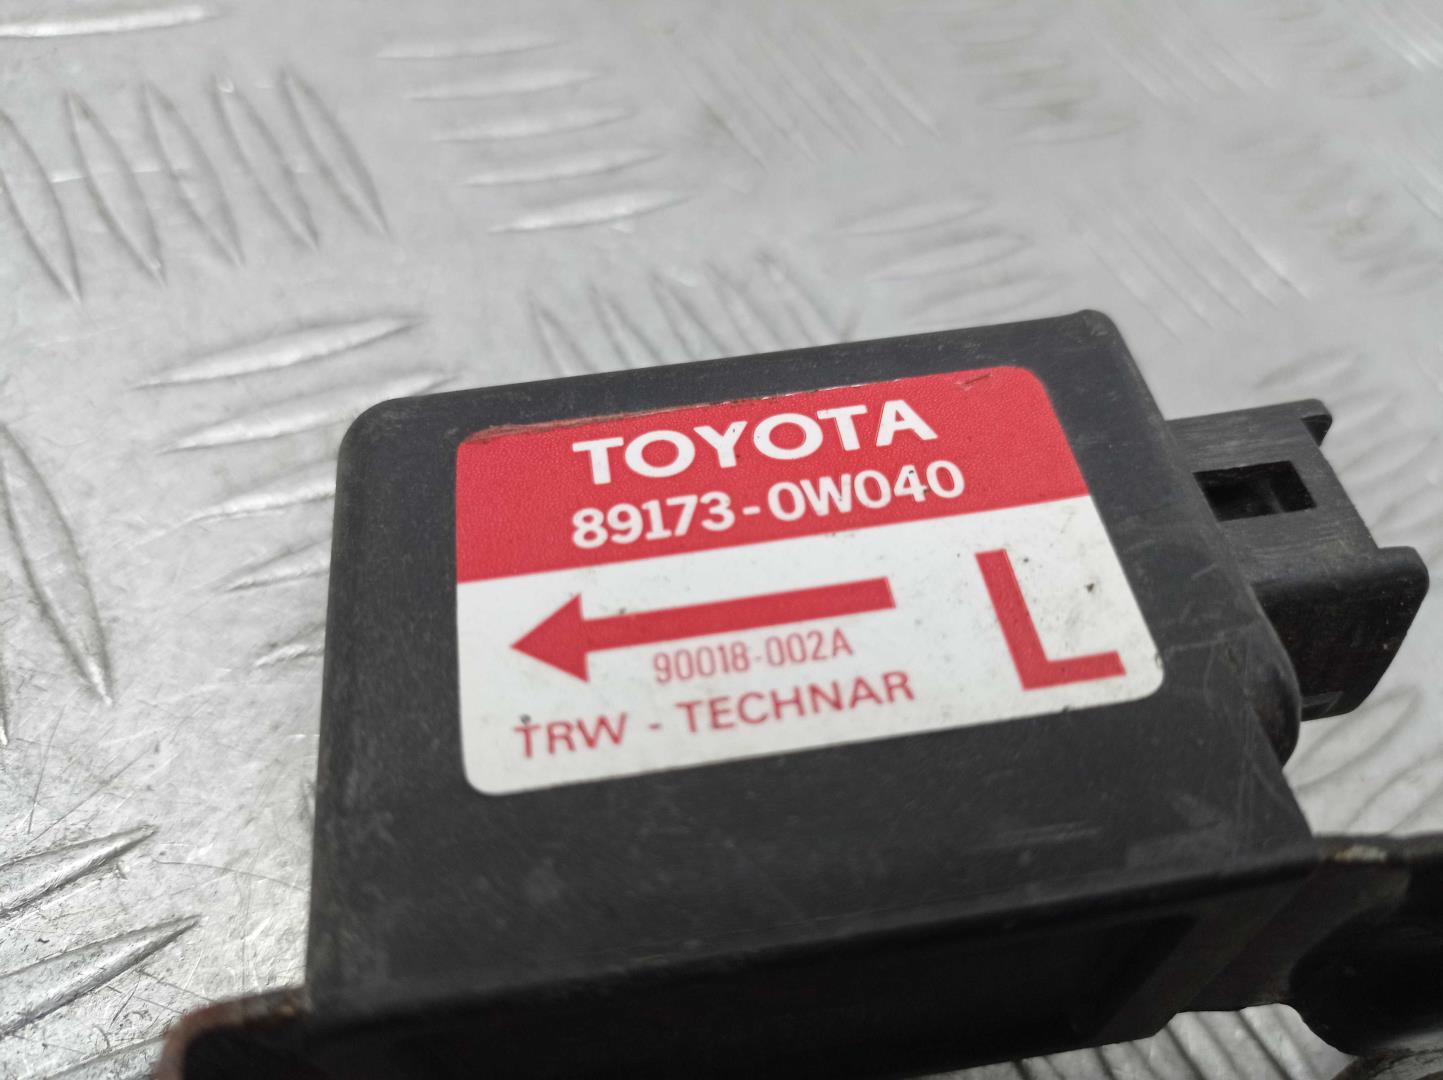 TOYOTA
89173-0W040
L
90018-002A
TRW - TECHNAR